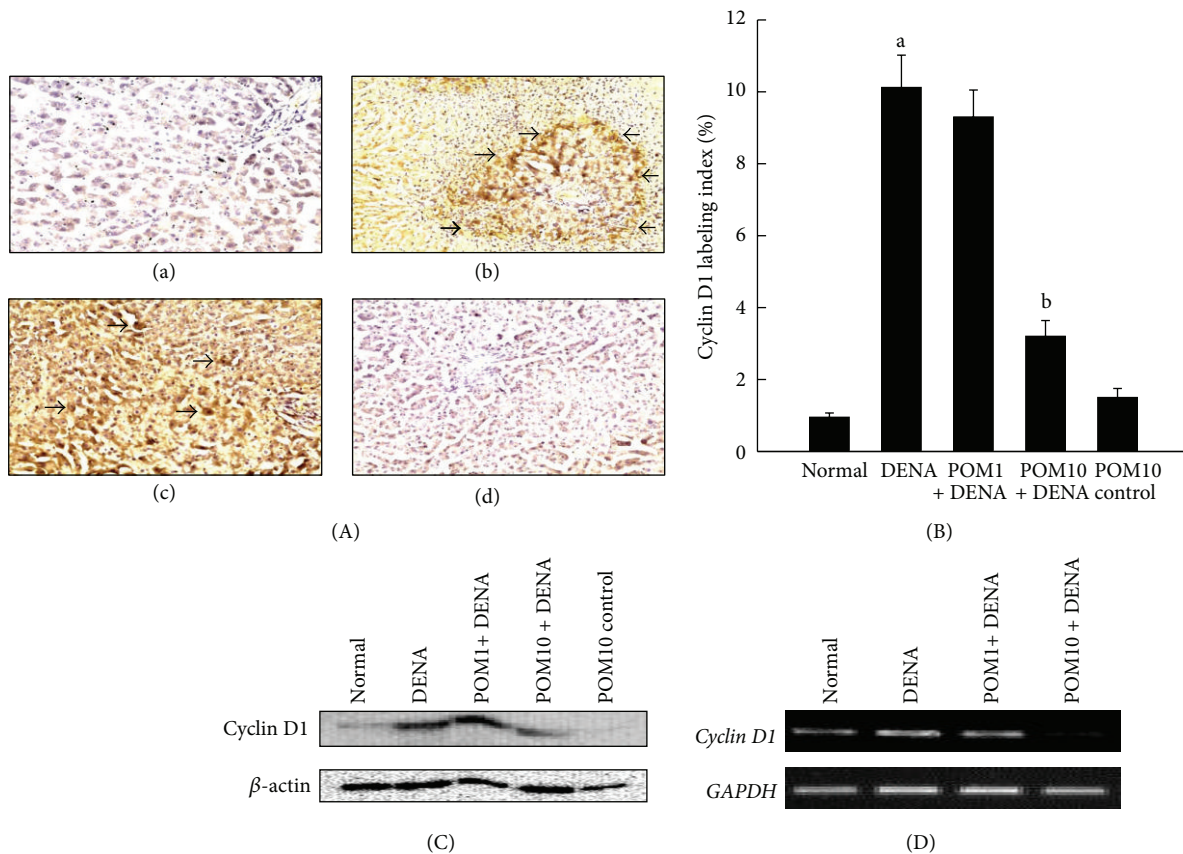 (a)
(b)
(c)
(d)
(A)
Cyclin D1 labeling index (%)
12
10
8
6
4
2
0
a
b
Normal
DENA
POM1
+ DENA
POM10
+ DENA
POM10
control
(B)
Normal
DENA
POM1+ DENA
POM10 + DENA
POM10 control
Cyclin D1
β-actin
(C)
Normal
DENA
POM1+ DENA
POM10 + DENA
Cyclin D1
GAPDH
(D)